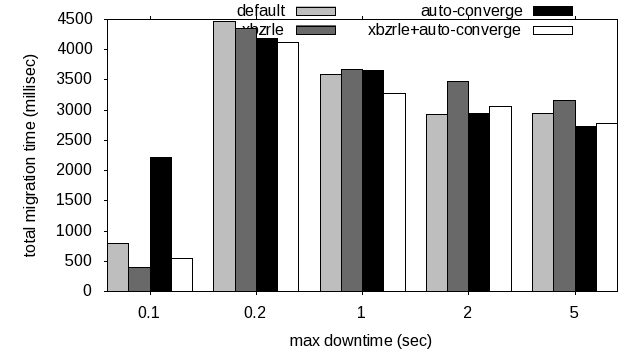 default auto-converge
xbzrle xbzrle+auto-converge
4500
4000
3500
3000
2500
2000
1500
1000
500
0
total migration time (millisec)
0.1 0.2 1 2 5
max downtime (sec)